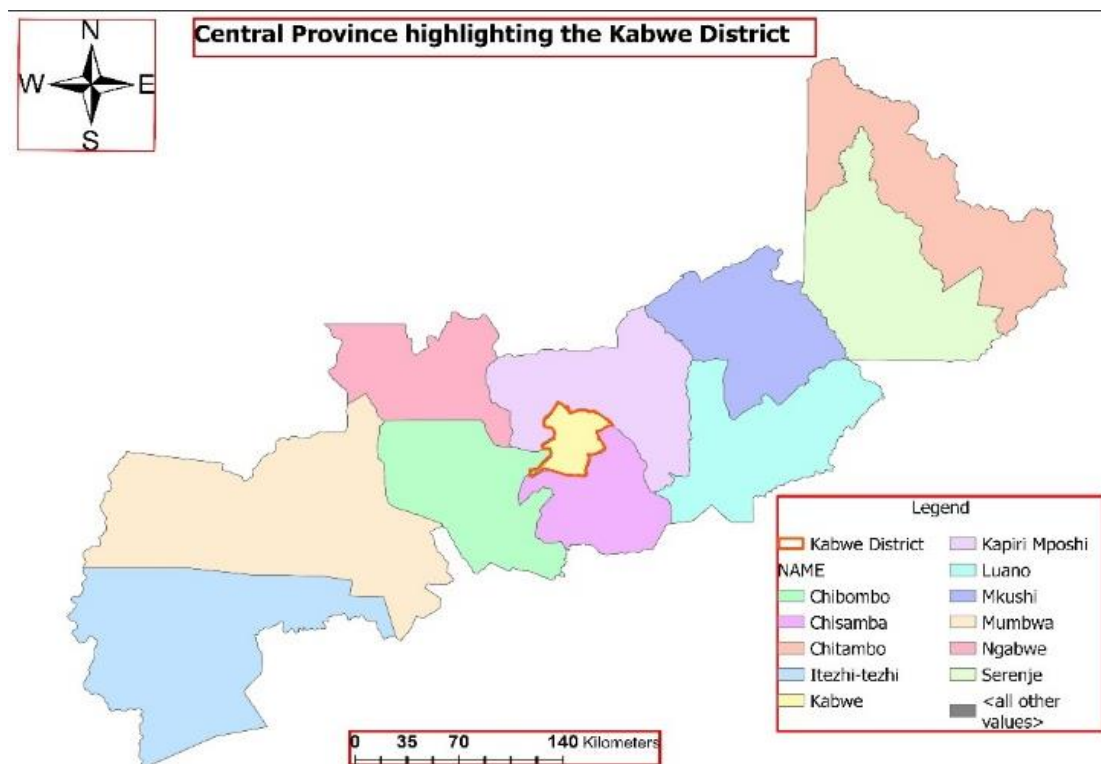 Central Province highlighting the Kabwe District
N
W E
S
Legend
Kabwe District
NAME
Chibombo
Chisamba
Chitambo
Itezhi-tezhi
Kabwe
Kapiri Mposhi
Luano
Mkushi
Mumbwa
Ngabwe
Serenje
<all other
values>
0 35 70 140 Kilometers